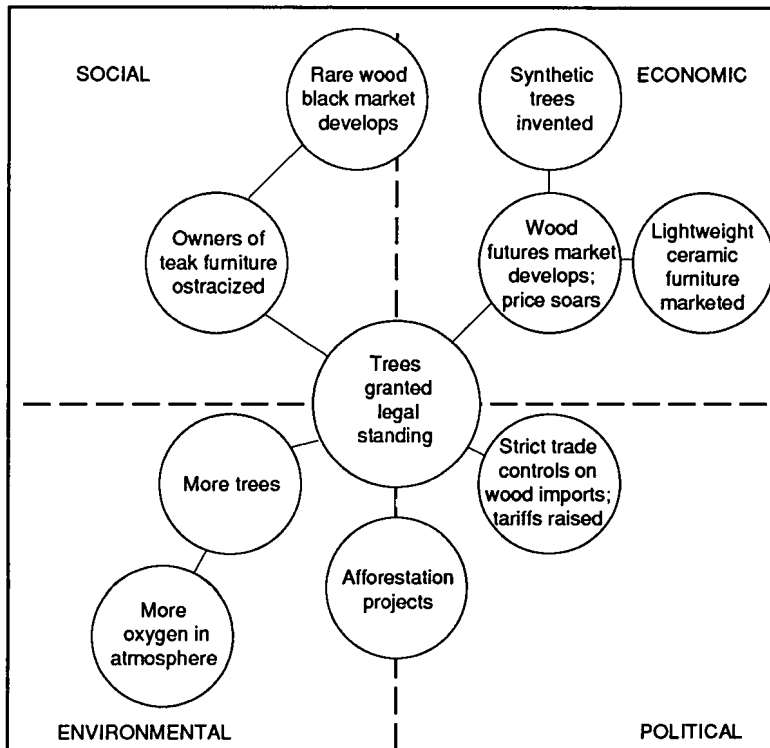 SOCIAL
Rare wood
black market
develops
Synthetic
trees
invented
ECONOMIC
Owners of
teak furniture
ostracized
Wood
futures market
develops;
price soars
Lightweight
ceramic
furniture
marketed
Trees
granted
legal
standing
More trees
Strict trade
controls on
wood imports;
tariffs raised
Afforestation
projects
More
oxygen in
atmosphere
ENVIRONMENTAL
POLITICAL